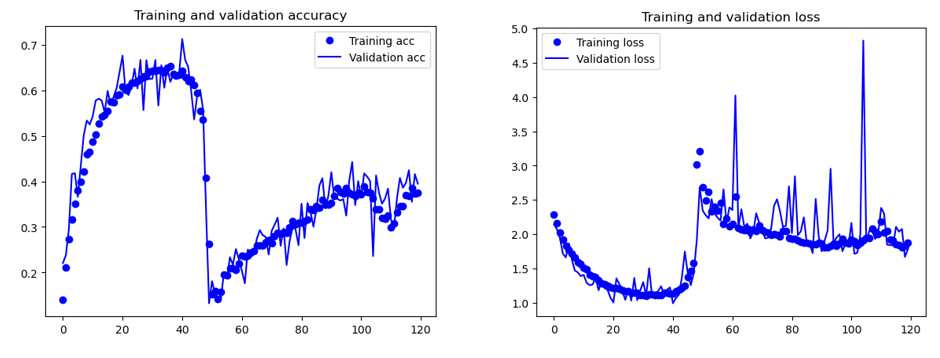 Training and validation accuracy
Training acc
Validation acc
0.7
0.6
0.5
0.4
0.3
0.2
0 20 40 60 80 100 120
Training and validation loss
Training loss
Validation loss
5.0
4.5
4.0
3.5
3.0
2.5
2.0
1.5
1.0
0 20 40 60 80 100 120